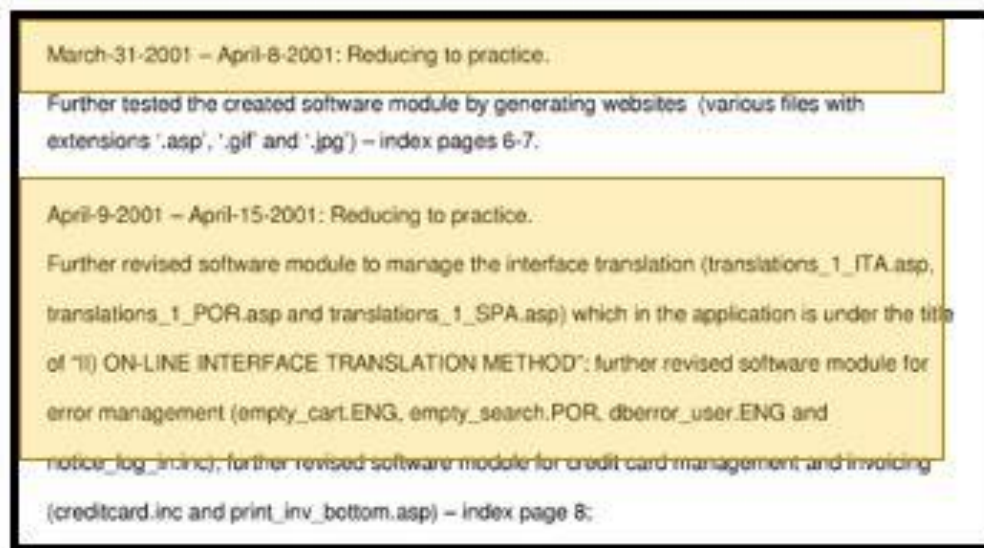 March-31-2001 – April-8-2001: Reducing to practice.
Further tested the created software module by generating websites (various files with
extensions '.asp', '.gif' and '.jpg') – index pages 6-7.
April-9-2001 – April-15-2001: Reducing to practice.
Further revised software module to manage the interface translation (translations_1_ITA.asp,
translations_1_POR.asp and translations_1_SPA.asp) which in the application is under the title
of "II) ON-LINE INTERFACE TRANSLATION METHOD"; further revised software module for
error management (empty_cart.ENG, empty_search.POR, dberror_user.ENG and
notice_log_in.inc); further revised software module for credit card management and invoicing
(creditcard.inc and print_inv_bottom.asp) – index page 8;